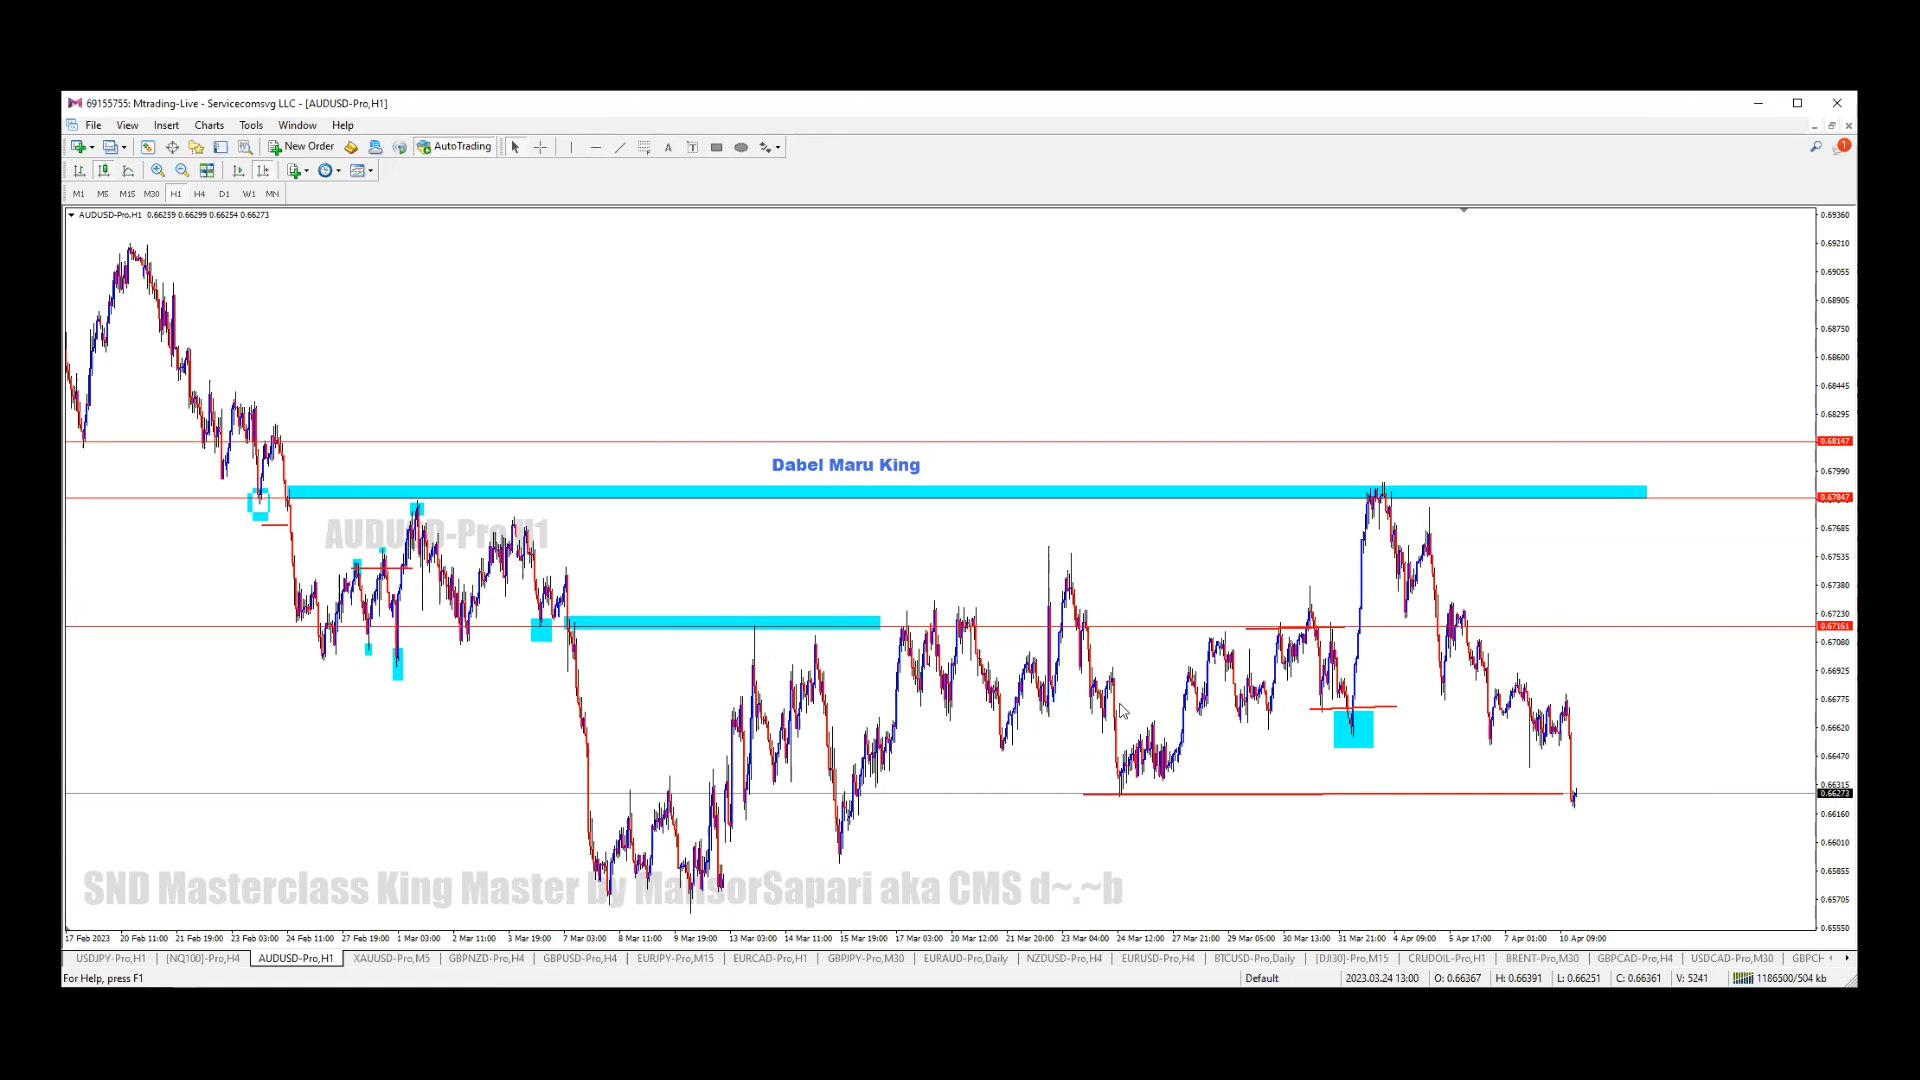 69155755: Mtrading-Live - Servicecomsvg LLC - [AUDUSD-Pro,H1]
File View Insert Charts Tools Window Help
New Order AutoTrading A T 1
M1 M5 M15 M30 H1 H4 D1 W1 MN
AUDUSD-Pro,H1 0.66259 0.66299 0.66254 0.66273
0.69360
0.69210
0.69055
0.68905
0.68750
0.68600
0.68445
0.68295
0.68147
Dabel Maru King
0.67990
0.67847
AUDUSD-Pro,H1
0.67685
0.67535
0.67380
0.67230
0.67161
0.67080
0.66925
0.66775
0.66620
0.66470
0.66315
0.66273
0.66160
0.66010
0.65855
SND Masterclass King Master by MansorSapari aka CMS d~.~b
0.65705
0.65550
17 Feb 2023 20 Feb 11:00 21 Feb 19:00 23 Feb 03:00 24 Feb 11:00 27 Feb 19:00 1 Mar 03:00 2 Mar 11:00 3 Mar 19:00 7 Mar 03:00 8 Mar 11:00 9 Mar 19:00 13 Mar 03:00 14 Mar 11:00 15 Mar 19:00 17 Mar 03:00 20 Mar 12:00 21 Mar 20:00 23 Mar 04:00 24 Mar 12:00 27 Mar 21:00 29 Mar 05:00 30 Mar 13:00 31 Mar 21:00 4 Apr 09:00 5 Apr 17:00 7 Apr 01:00 10 Apr 09:00
USDJPY-Pro,H1 [NQ100]-Pro,H4 AUDUSD-Pro,H1 XAUUSD-Pro,M5 GBPNZD-Pro,H4 GBPUSD-Pro,H4 EURJPY-Pro,M15 EURCAD-Pro,H1 GBPJPY-Pro,M30 EURAUD-Pro,Daily NZDUSD-Pro,H4 EURUSD-Pro,H4 BTCUSD-Pro,Daily [DJI30]-Pro,M15 CRUDOIL-Pro,H1 BRENT-Pro,M30 GBPCAD-Pro,H4 USDCAD-Pro,M30 GBPCH
For Help, press F1 Default 2023.03.24 13:00 O: 0.66367 H: 0.66391 L: 0.66251 C: 0.66361 V: 5241 1186500/504 kb